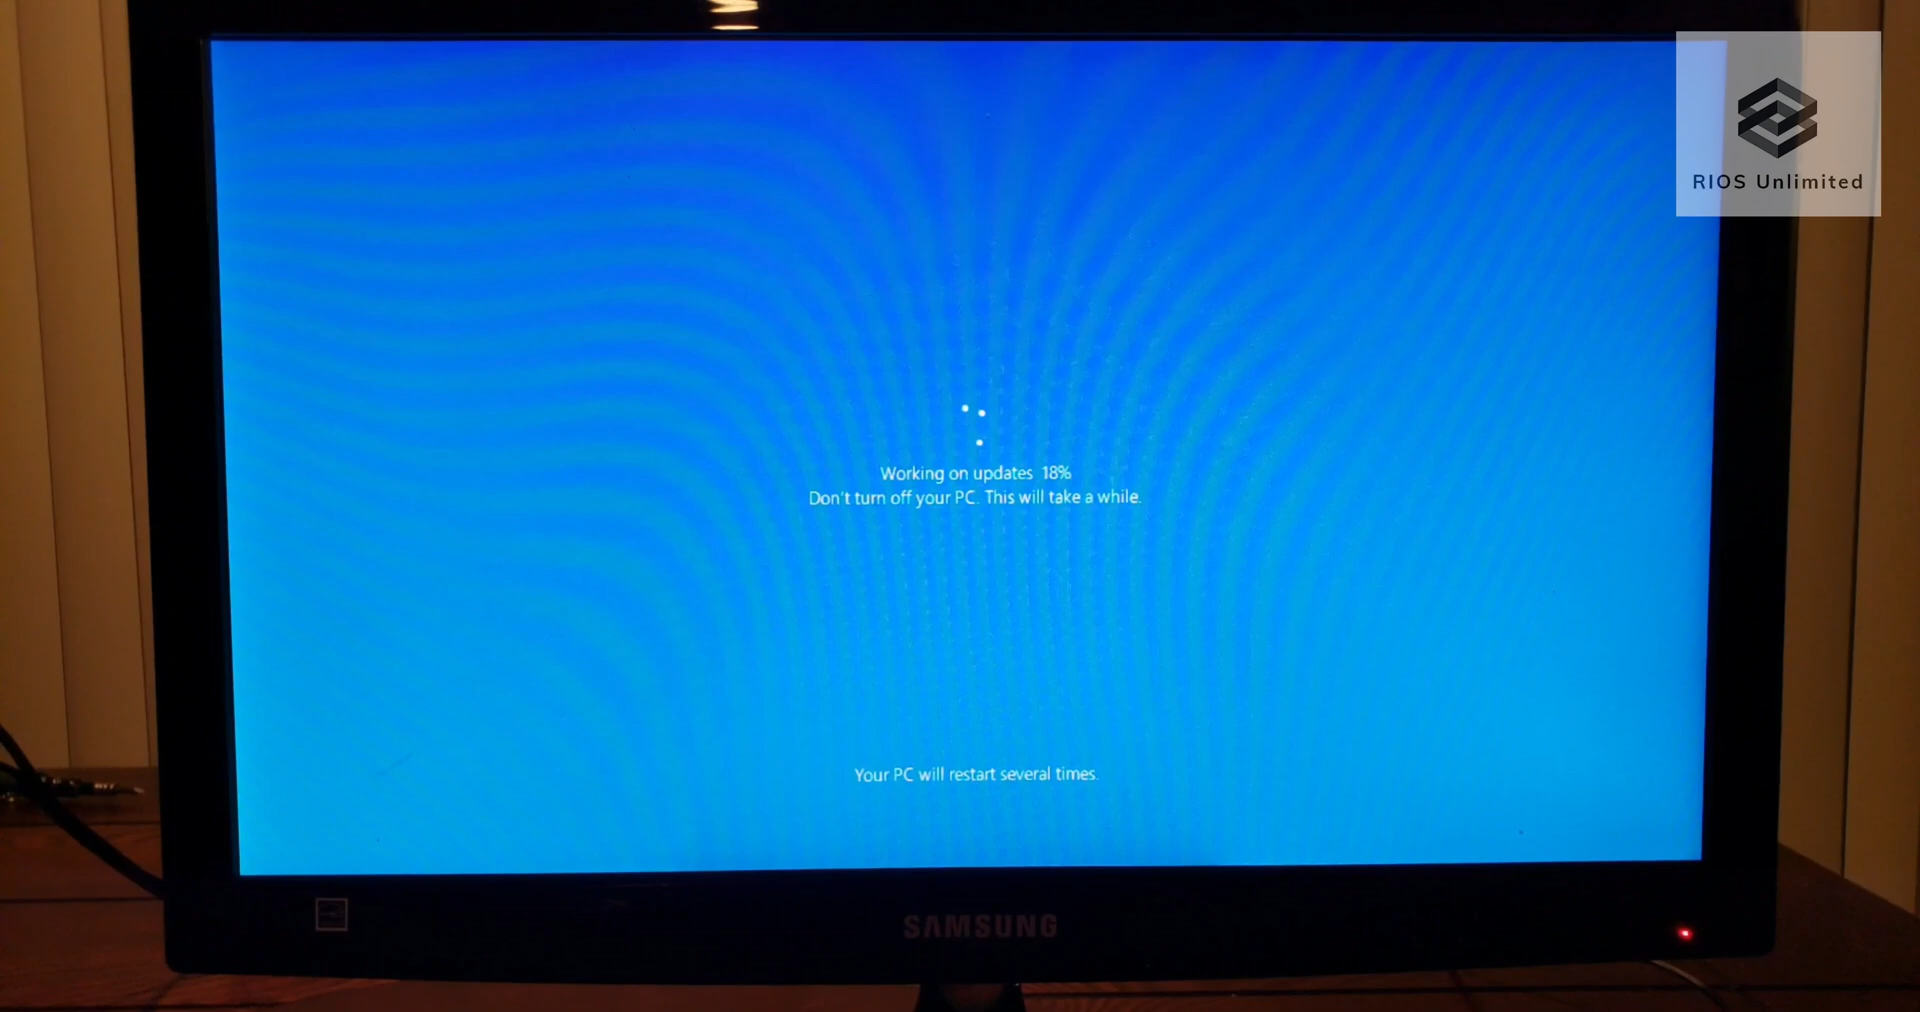 RIOS Unlimited
Working on updates 18%
Don't turn off your PC. This will take a while.
Your PC will restart several times.
SAMSUNG